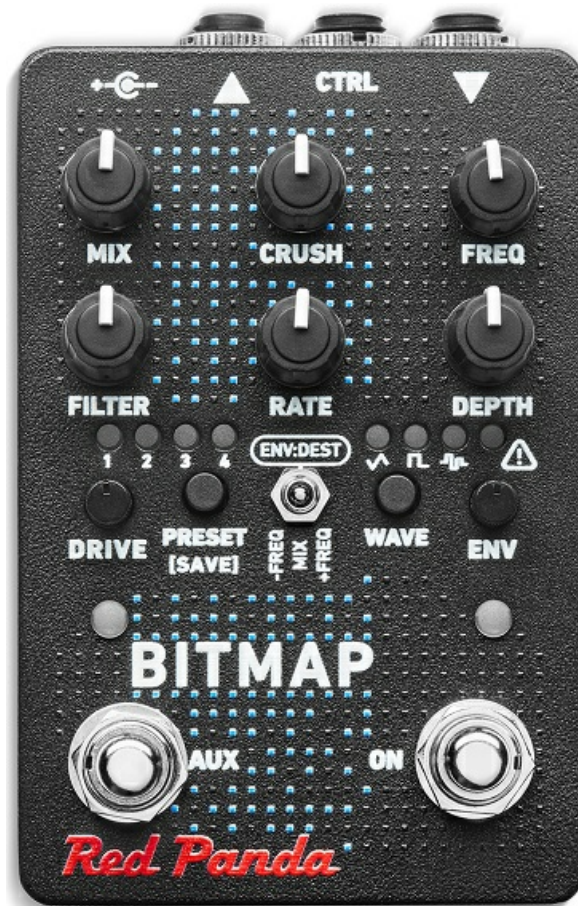 CTRL
MIX CRUSH FREQ
FILTER RATE DEPTH
ENV:DEST
1 2 3 4
DRIVE PRESET [SAVE] -FREQ MIX +FREQ WAVE ENV
BITMAP
AUX ON
Red Panda